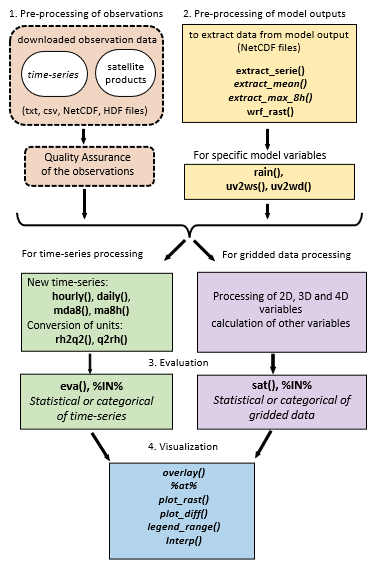 1. Pre-processing of observations
downloaded observation data
time-series
satellite
products
(txt, csv, NetCDF, HDF files)
Quality Assurance
of the observations
2. Pre-processing of model outputs
to extract data from model output
(NetCDF files)
extract_serie()
extract_mean()
extract_max_8h()
wrf_rast()
For specific model variables
rain(),
uv2ws(), uv2wd()
For time-series processing
New time-series:
hourly(), daily(),
mda8(), ma8h()
Conversion of units:
rh2q2(), q2rh()
For gridded data processing
Processing of 2D, 3D and 4D
variables
calculation of other variables
3. Evaluation
eva(), %IN%
Statistical or categorical
of time-series
sat(), %IN%
Statistical or categorical of
gridded data
4. Visualization
overlay()
%at%
plot_rast()
plot_diff()
legend_range()
Interp()